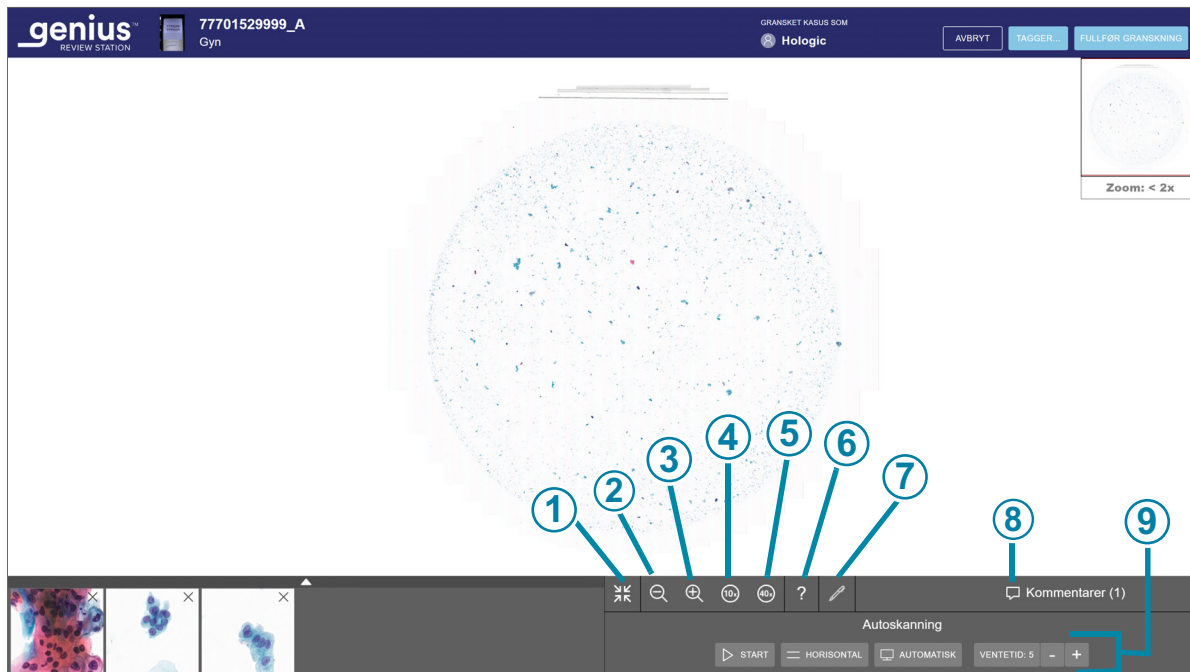 genius™
REVIEW STATION
77701529999_A
Gyn
GRANSKET KASUS SOM
Hologic
AVBRYT
TAGGER...
FULLFØR GRANSKNING
Zoom: < 2x
1
2
3
4
5
6
7
8
9
10x
40x
?
Kommentarer (1)
Autoskanning
START
HORISONTAL
AUTOMATISK
VENTETID: 5
-
+